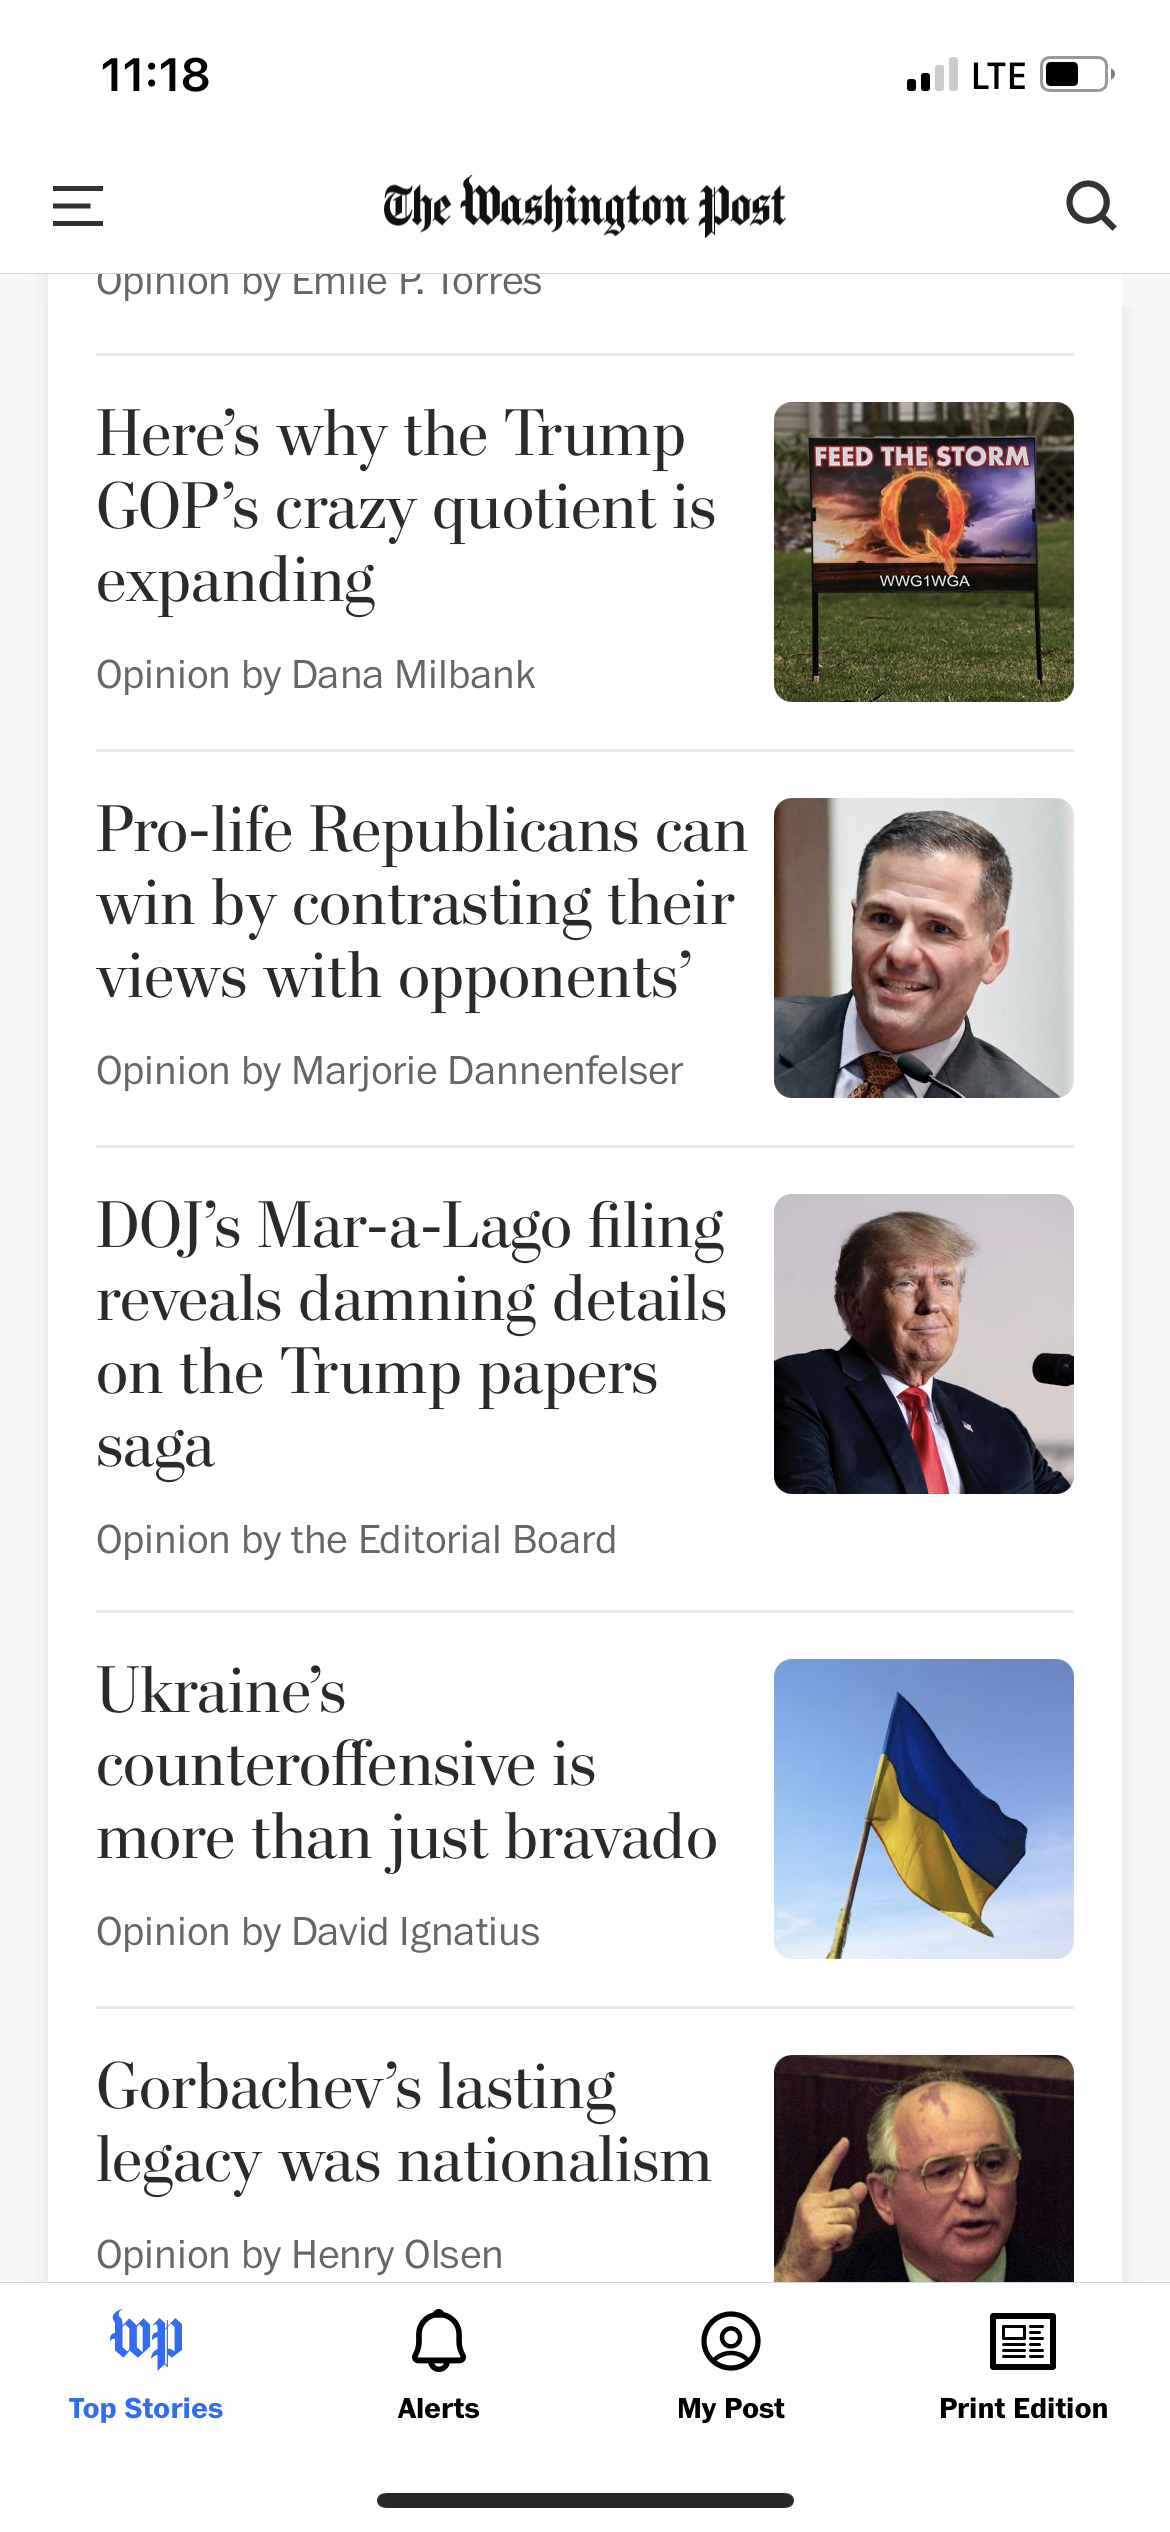 11:18 LTE
The Washington Post
Opinion by Émile P. Torres
Here’s why the Trump
GOP’s crazy quotient is
expanding
Opinion by Dana Milbank
FEED THE STORM
Q
WWG1WGA
Pro-life Republicans can
win by contrasting their
views with opponents’
Opinion by Marjorie Dannenfelser
DOJ’s Mar-a-Lago filing
reveals damning details
on the Trump papers
saga
Opinion by the Editorial Board
Ukraine’s
counteroffensive is
more than just bravado
Opinion by David Ignatius
Gorbachev’s lasting
legacy was nationalism
Opinion by Henry Olsen
wp
Top Stories
Alerts
My Post
Print Edition